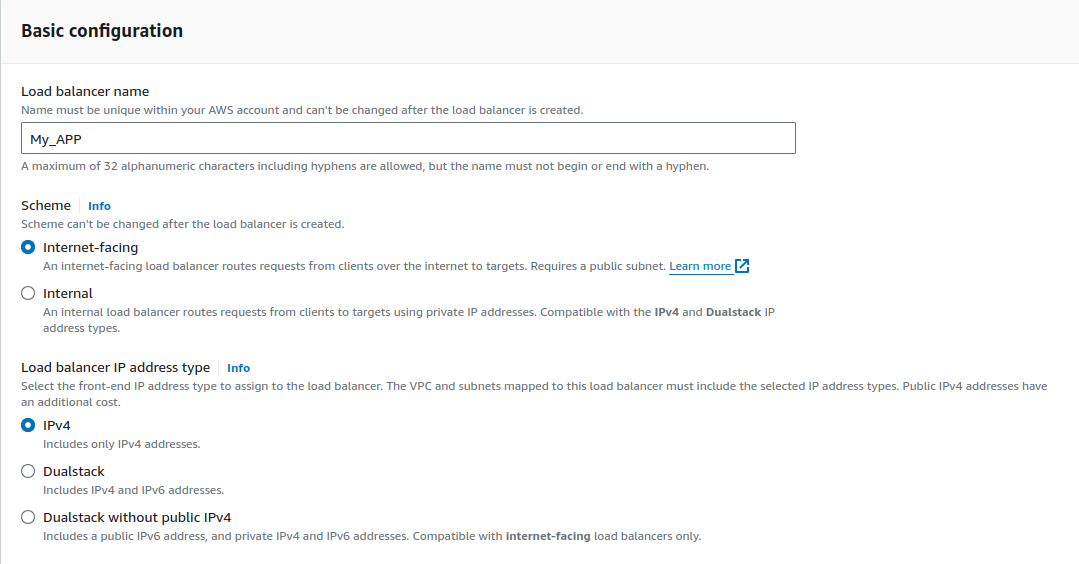 Basic configuration
Load balancer name
Name must be unique within your AWS account and can't be changed after the load balancer is created.
My_APP
A maximum of 32 alphanumeric characters including hyphens are allowed, but the name must not begin or end with a hyphen.
Scheme Info
Scheme can't be changed after the load balancer is created.
Internet-facing
An internet-facing load balancer routes requests from clients over the internet to targets. Requires a public subnet. Learn more
Internal
An internal load balancer routes requests from clients to targets using private IP addresses. Compatible with the IPv4 and Dualstack IP
address types.
Load balancer IP address type Info
Select the front-end IP address type to assign to the load balancer. The VPC and subnets mapped to this load balancer must include the selected IP address types. Public IPv4 addresses have
an additional cost.
IPv4
Includes only IPv4 addresses.
Dualstack
Includes IPv4 and IPv6 addresses.
Dualstack without public IPv4
Includes a public IPv6 address, and private IPv4 and IPv6 addresses. Compatible with internet-facing load balancers only.